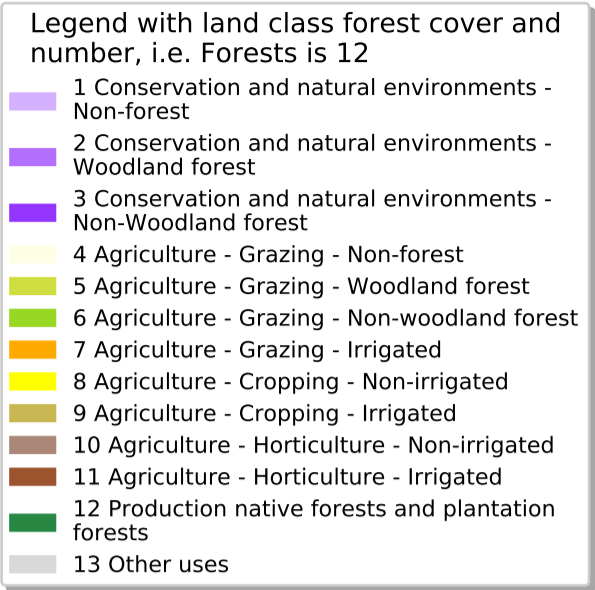 Legend with land class forest cover and
number, i.e. Forests is 12
1 Conservation and natural environments -
Non-forest
2 Conservation and natural environments -
Woodland forest
3 Conservation and natural environments -
Non-Woodland forest
4 Agriculture - Grazing - Non-forest
5 Agriculture - Grazing - Woodland forest
6 Agriculture - Grazing - Non-woodland forest
7 Agriculture - Grazing - Irrigated
8 Agriculture - Cropping - Non-irrigated
9 Agriculture - Cropping - Irrigated
10 Agriculture - Horticulture - Non-irrigated
11 Agriculture - Horticulture - Irrigated
12 Production native forests and plantation
forests
13 Other uses